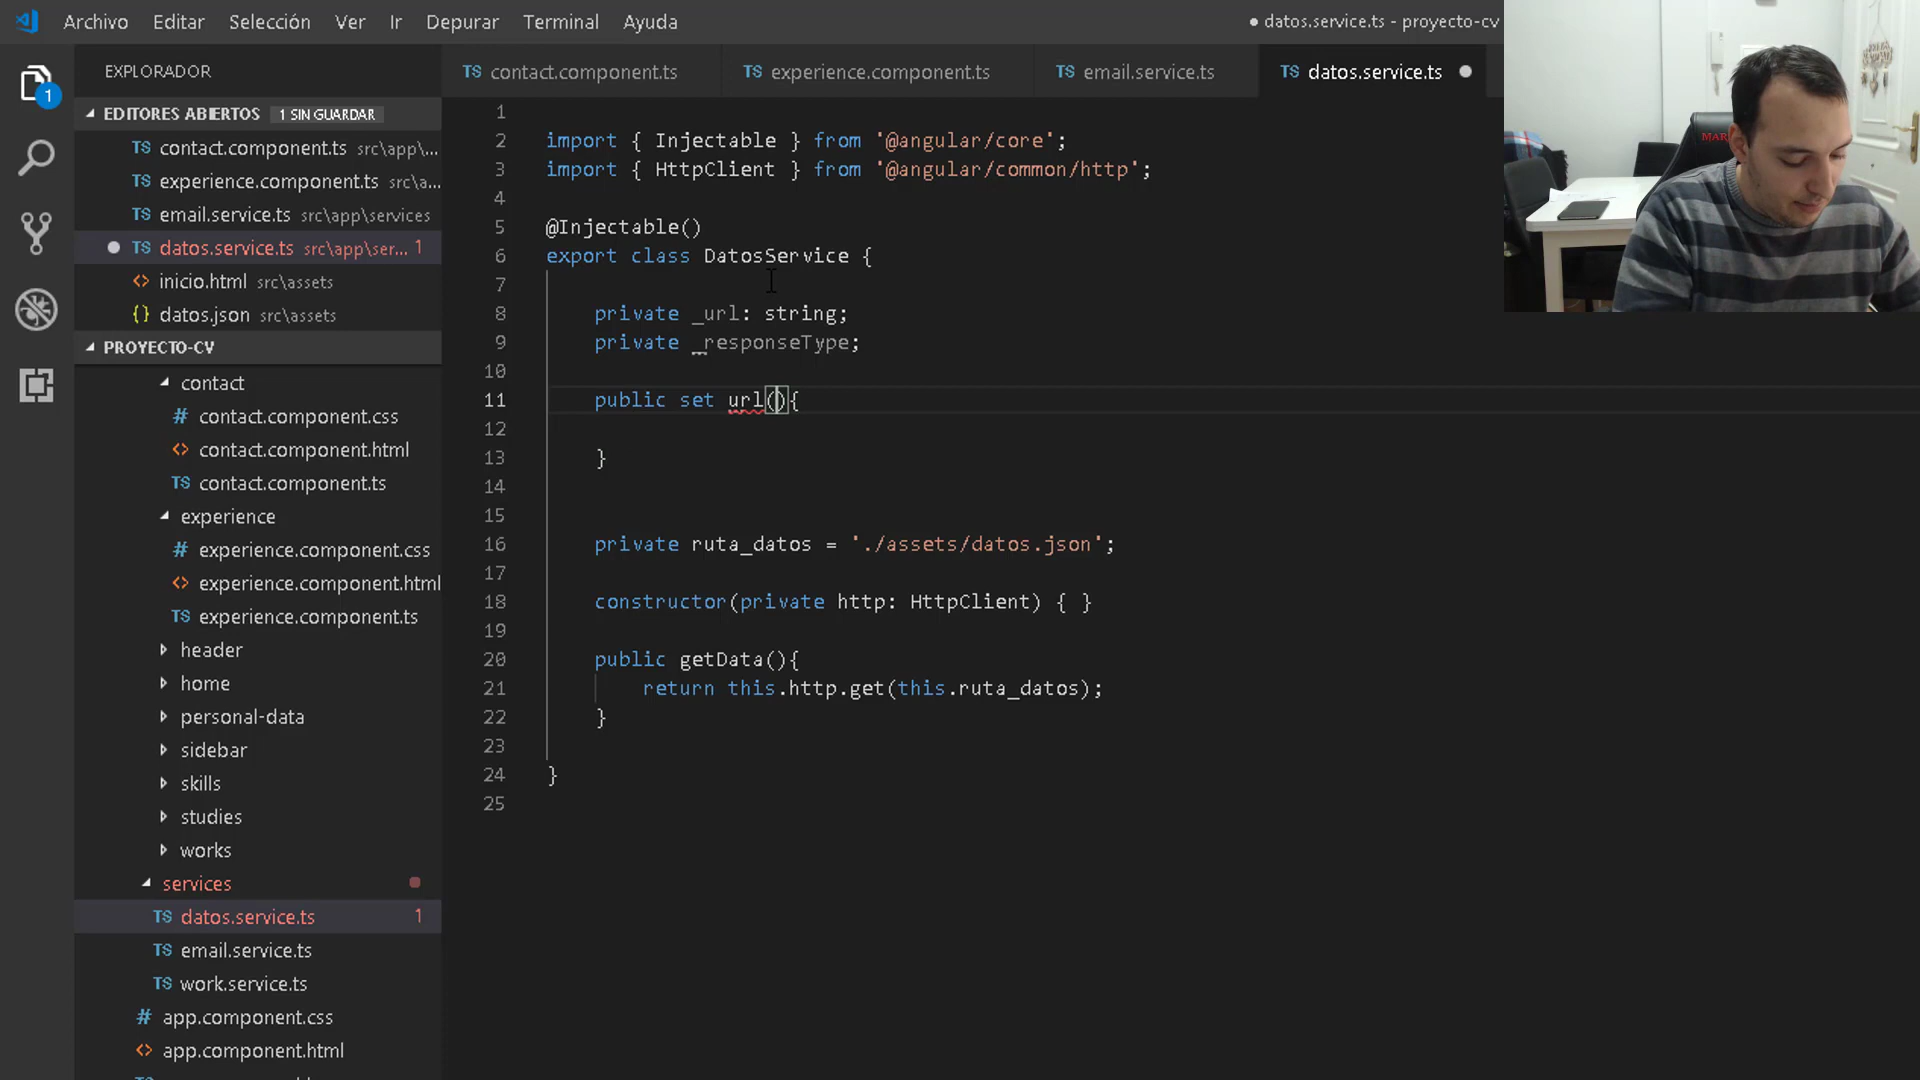 Archivo Editar Selección Ver Ir Depurar Terminal Ayuda ● datos.service.ts - proyecto-cv
EXPLORADOR
EDITORES ABIERTOS 1 SIN GUARDAR
TS contact.component.ts src\app\...
TS experience.component.ts src\a...
TS email.service.ts src\app\services
● TS datos.service.ts src\app\ser... 1
<> inicio.html src\assets
{} datos.json src\assets
PROYECTO-CV
contact
# contact.component.css
<> contact.component.html
TS contact.component.ts
experience
# experience.component.css
<> experience.component.html
TS experience.component.ts
header
home
personal-data
sidebar
skills
studies
works
services
TS datos.service.ts 1
TS email.service.ts
TS work.service.ts
# app.component.css
<> app.component.html
1
TS contact.component.ts TS experience.component.ts TS email.service.ts TS datos.service.ts ●
1
2 import { Injectable } from '@angular/core';
3 import { HttpClient } from '@angular/common/http';
4
5 @Injectable()
6 export class DatosService {
7
8 private _url: string;
9 private _responseType;
10
11 public set url(){
12
13 }
14
15
16 private ruta_datos = './assets/datos.json';
17
18 constructor(private http: HttpClient) { }
19
20 public getData(){
21 return this.http.get(this.ruta_datos);
22 }
23
24 }
25
MAR